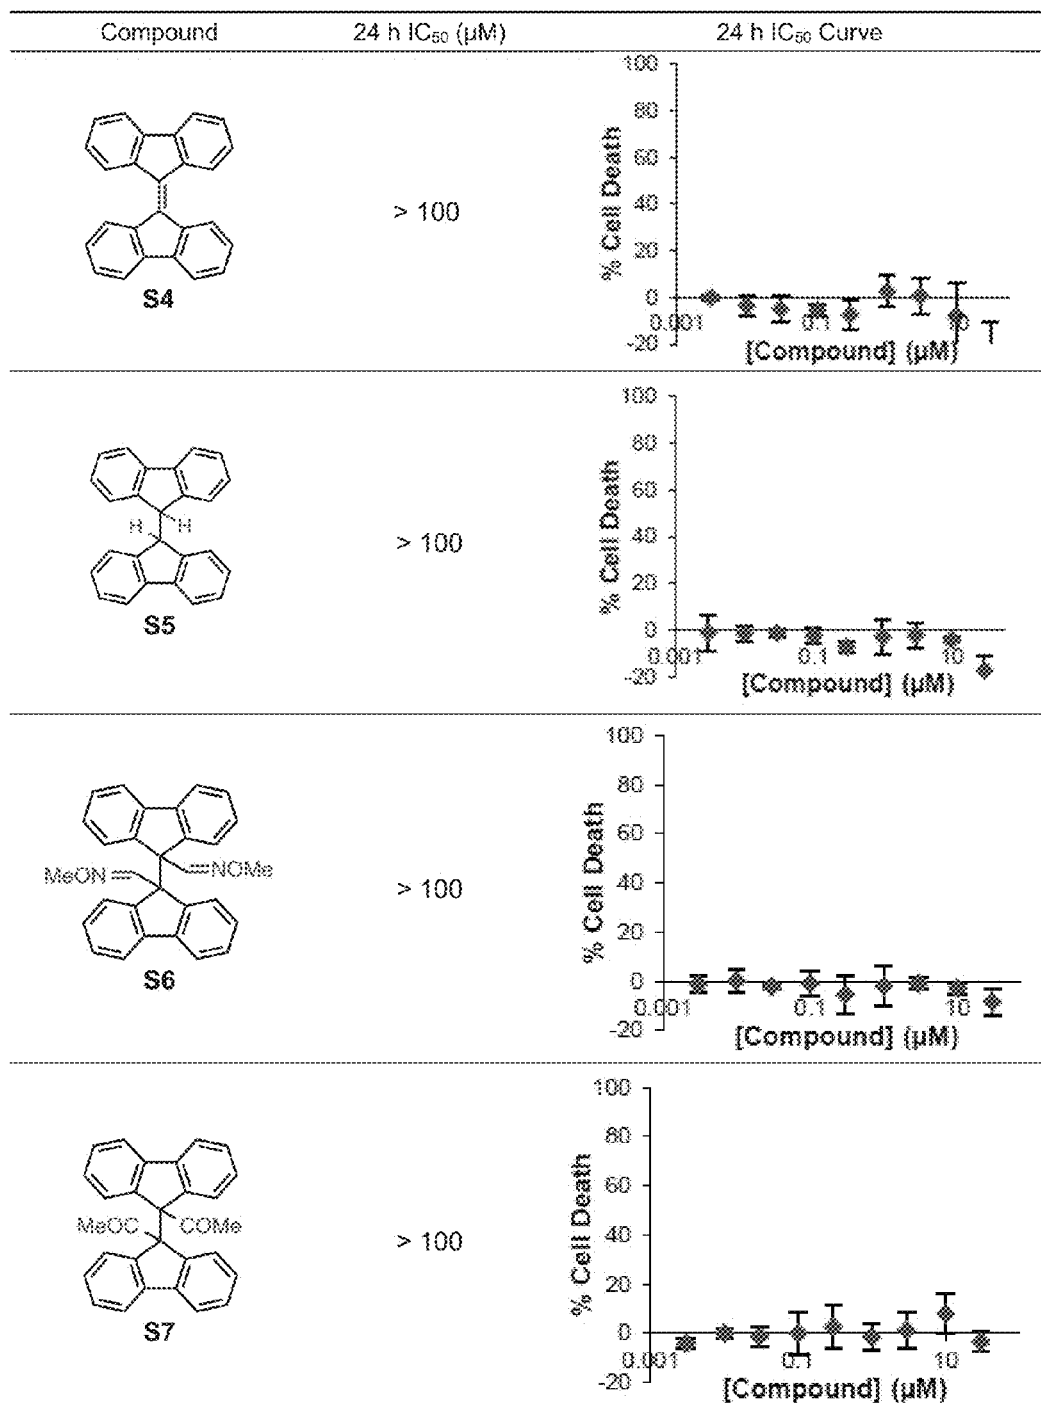 Compound 24 h IC₅₀ (µM) 24 h IC₅₀ Curve
100
80
60
40
20
0
-20
% Cell Death
0.001 0.1 10
[Compound] (µM)
> 100
S4
100
80
60
40
20
0
-20
% Cell Death
0.001 0.1 10
[Compound] (µM)
H H
> 100
S5
100
80
60
40
20
0
-20
% Cell Death
0.001 0.1 10
[Compound] (µM)
MeON NOMe
> 100
S6
100
80
60
40
20
0
-20
% Cell Death
0.001 0.1 10
[Compound] (µM)
MeOC COMe
> 100
S7